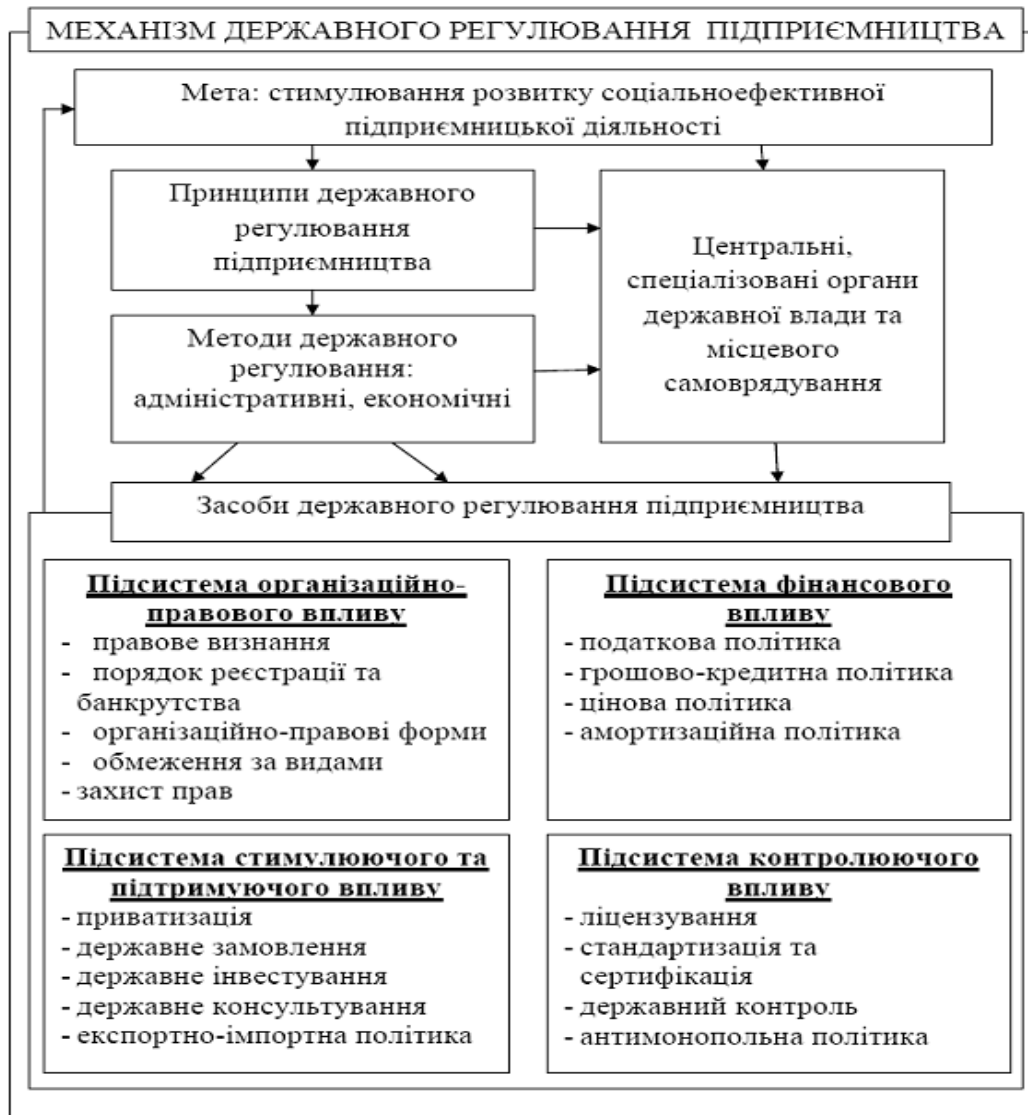 МЕХАНІЗМ ДЕРЖАВНОГО РЕГУЛЮВАННЯ ПІДПРИЄМНИЦТВА
Мета: стимулювання розвитку соціальноефективної
підприємницької діяльності
Принципи державного
регулювання
підприємництва
Центральні,
спеціалізовані органи
державної влади та
місцевого
самоврядування
Методи державного
регулювання:
адміністративні, економічні
Засоби державного регулювання підприємництва
Підсистема організаційно-
правового впливу
- правове визнання
- порядок реєстрації та
банкрутства
- організаційно-правові форми
- обмеження за видами
- захист прав
Підсистема фінансового
впливу
- податкова політика
- грошово-кредитна політика
- цінова політика
- амортизаційна політика
Підсистема стимулюючого та
підтримуючого впливу
- приватизація
- державне замовлення
- державне інвестування
- державне консультування
- експортно-імпортна політика
Підсистема контролюючого
впливу
- ліцензування
- стандартизація та
сертифікація
- державний контроль
- антимонопольна політика